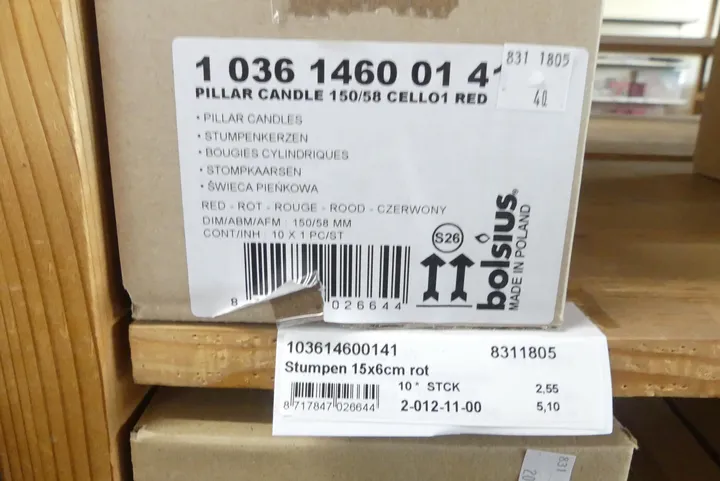 1 036 1460 01 4
831 1805
40
PILLAR CANDLE 150/58 CELLO1 RED
• PILLAR CANDLES
• STUMPENKERZEN
• BOUGIES CYLINDRIQUES
• STOMPKAARSEN
• ŚWIECA PIEŃKOWA
RED - ROT - ROUGE - ROOD - CZERWONY
DIM/ABM/AFM : 150/58 MM
CONT/INH : 10 X 1 PC/ST
8 026644
S26
bolsius®
MADE IN POLAND
103614600141 8311805
Stumpen 15x6cm rot
10 * STCK 2,55
8 717847 026644 2-012-11-00 5,10
831
20